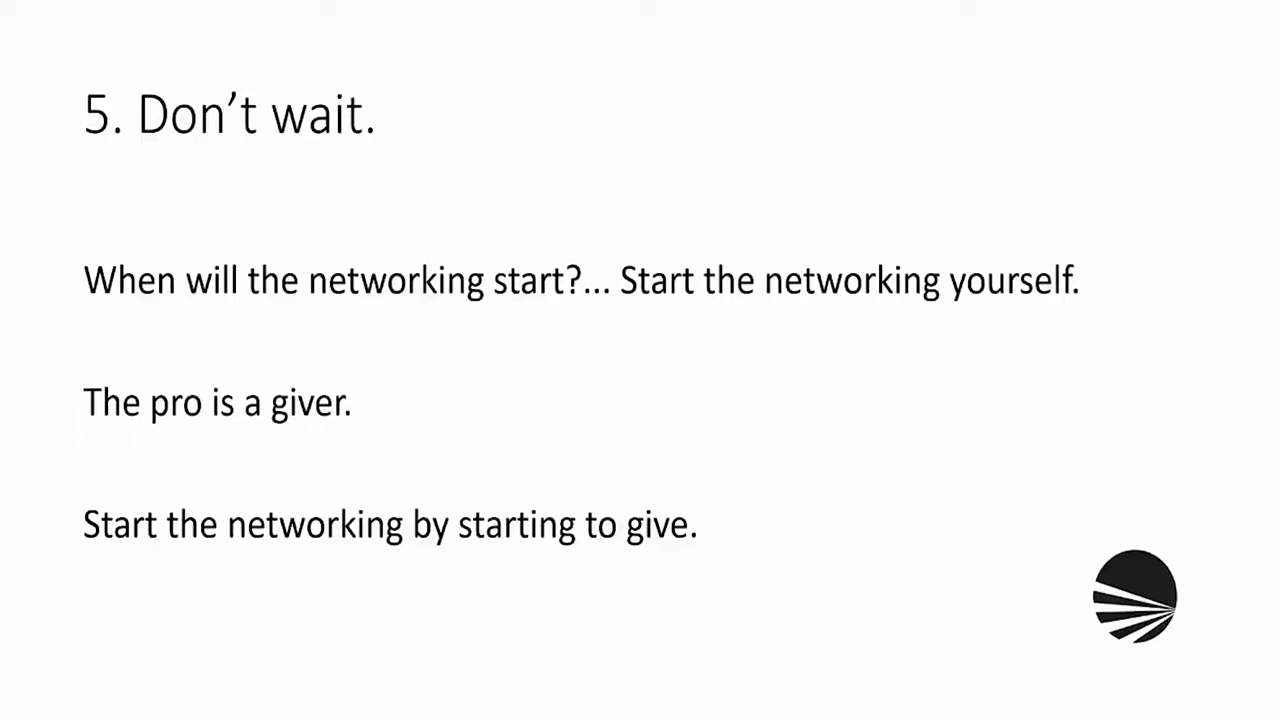 5. Don’t wait.
When will the networking start?... Start the networking yourself.
The pro is a giver.
Start the networking by starting to give.